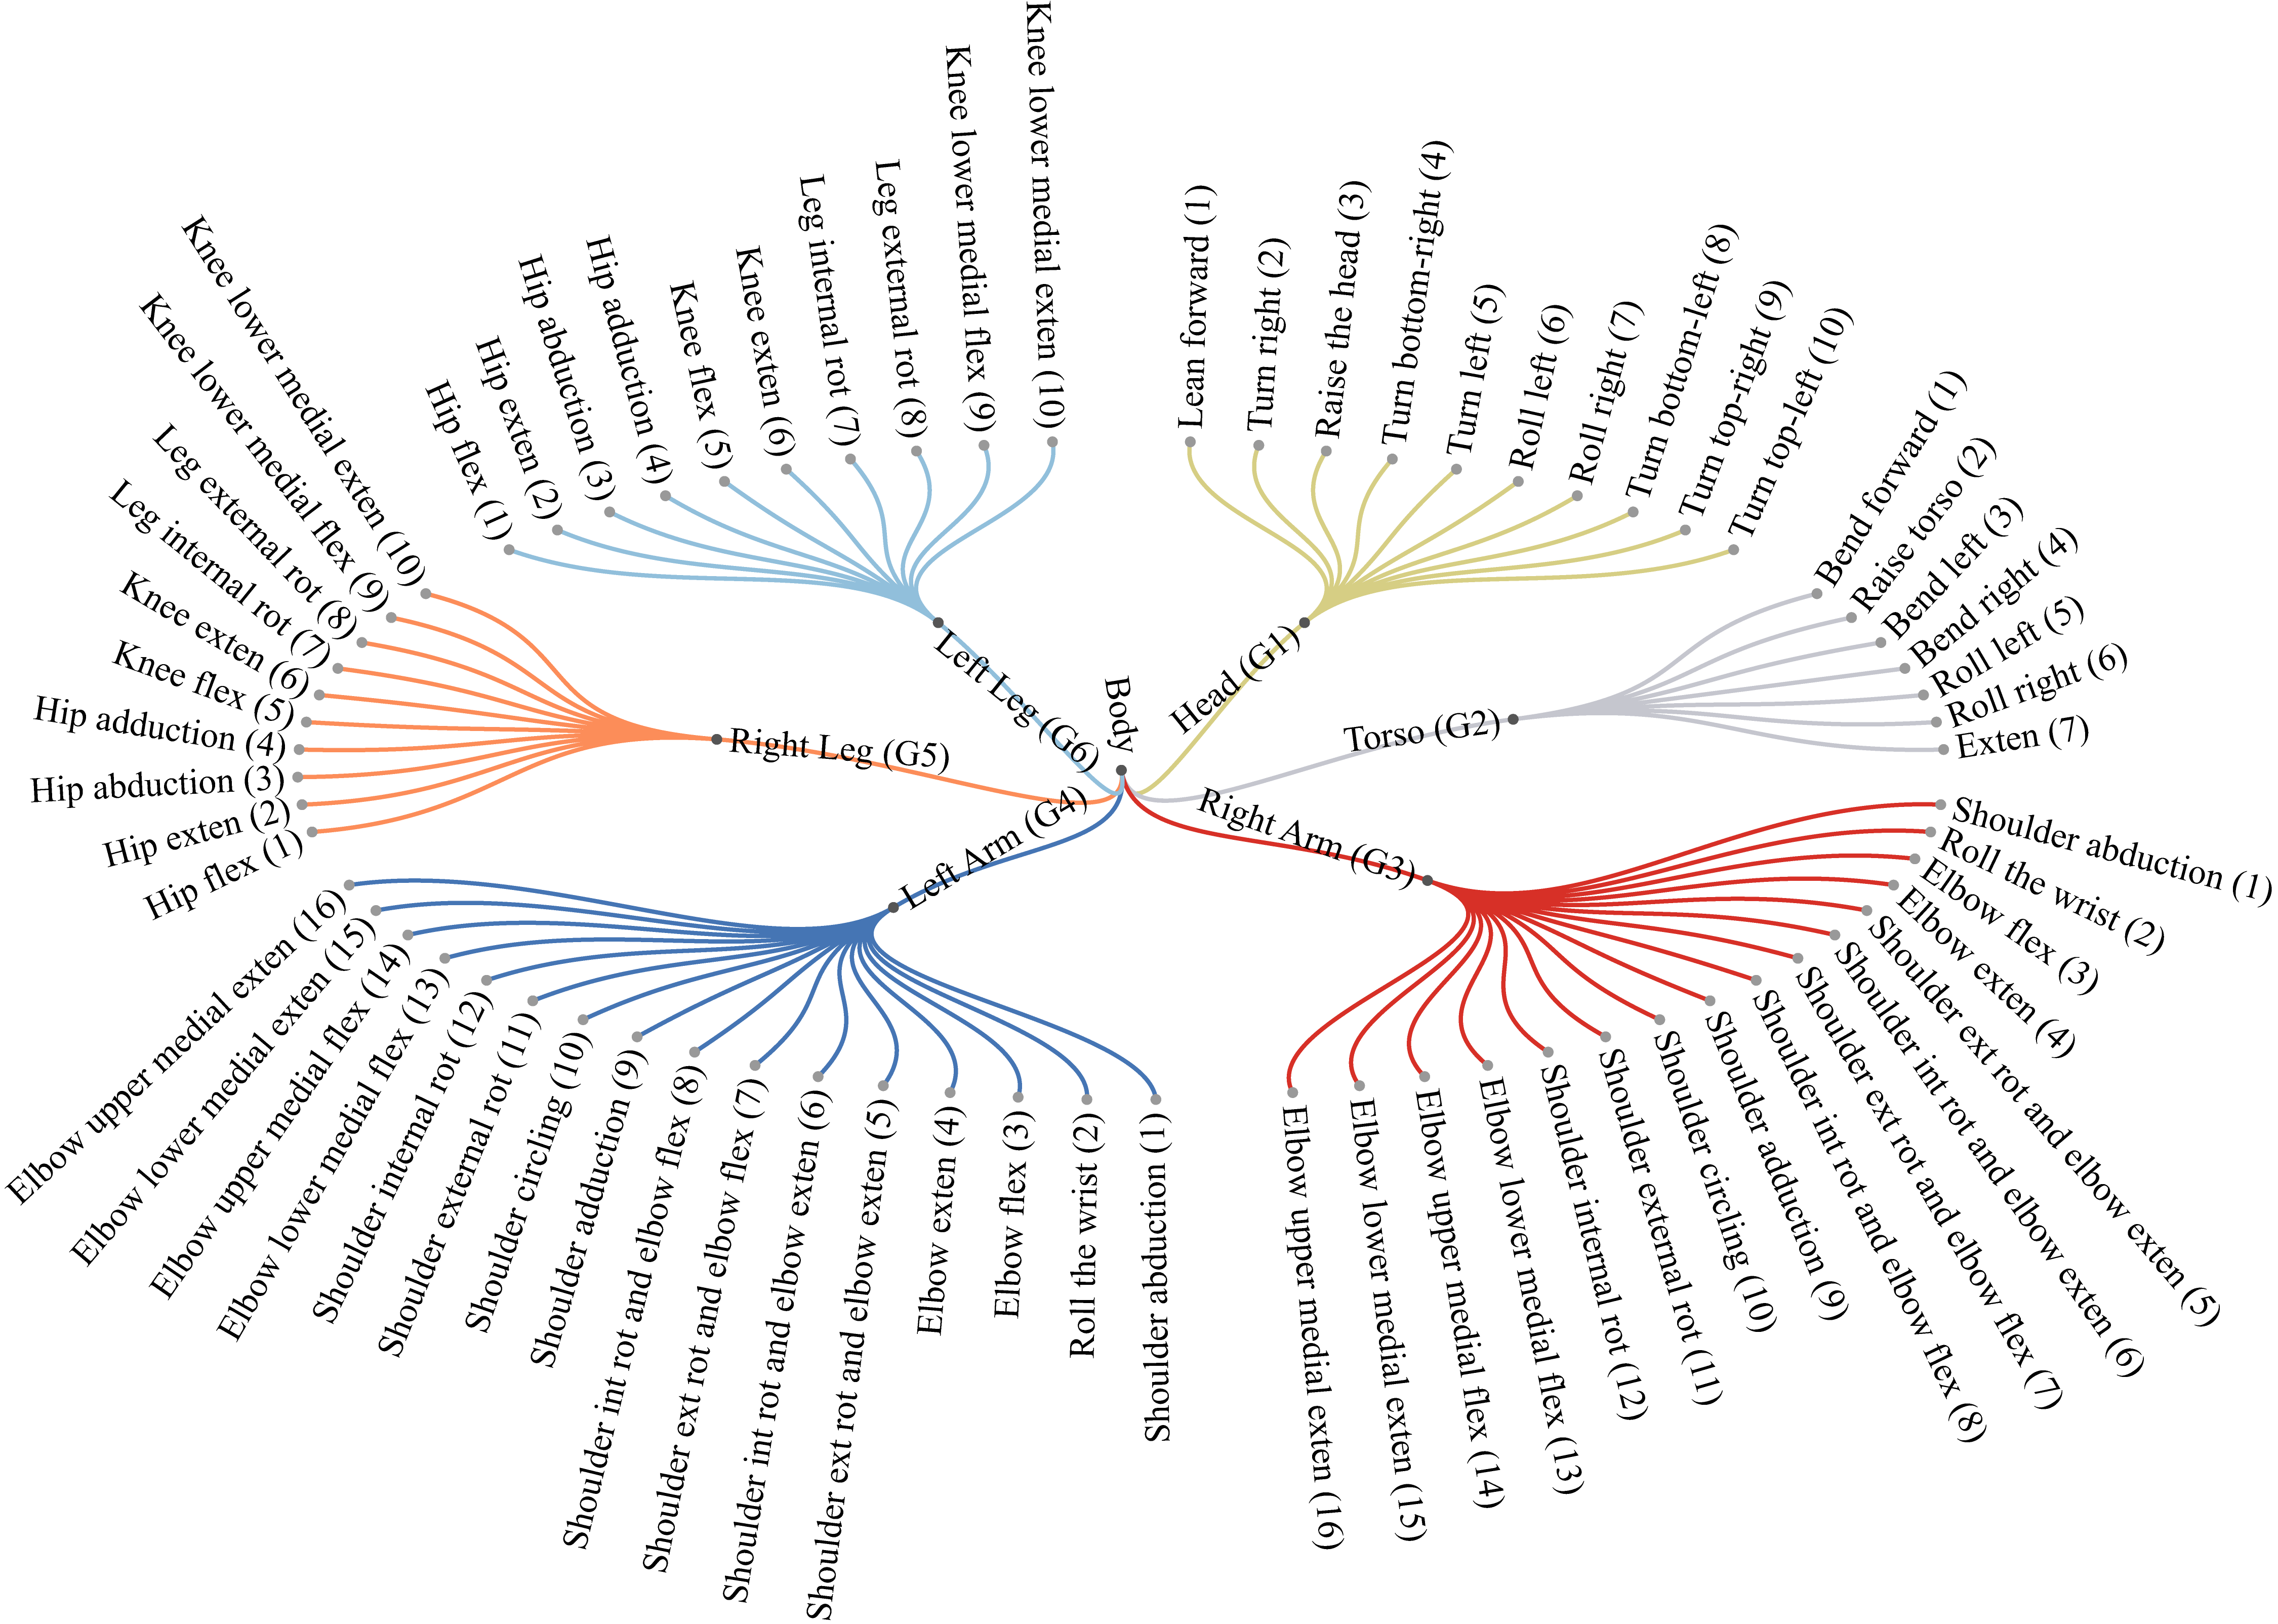 Body
Head (G1)
Lean forward (1)
Turn right (2)
Raise the head (3)
Turn bottom-right (4)
Turn left (5)
Roll left (6)
Roll right (7)
Turn bottom-left (8)
Turn top-right (9)
Turn top-left (10)
Torso (G2)
Bend forward (1)
Raise torso (2)
Bend left (3)
Bend right (4)
Roll left (5)
Roll right (6)
Exten (7)
Right Arm (G3)
Shoulder abduction (1)
Roll the wrist (2)
Elbow flex (3)
Elbow exten (4)
Shoulder ext rot and elbow exten (5)
Shoulder int rot and elbow exten (6)
Shoulder ext rot and elbow flex (7)
Shoulder int rot and elbow flex (8)
Shoulder adduction (9)
Shoulder circling (10)
Shoulder external rot (11)
Shoulder internal rot (12)
Elbow lower medial flex (13)
Elbow upper medial flex (14)
Elbow lower medial exten (15)
Elbow upper medial exten (16)
Left Arm (G4)
Shoulder abduction (1)
Roll the wrist (2)
Elbow flex (3)
Elbow exten (4)
Shoulder ext rot and elbow exten (5)
Shoulder int rot and elbow exten (6)
Shoulder ext rot and elbow flex (7)
Shoulder int rot and elbow flex (8)
Shoulder adduction (9)
Shoulder circling (10)
Shoulder external rot (11)
Shoulder internal rot (12)
Elbow lower medial flex (13)
Elbow upper medial flex (14)
Elbow lower medial exten (15)
Elbow upper medial exten (16)
Right Leg (G5)
Hip flex (1)
Hip exten (2)
Hip abduction (3)
Hip adduction (4)
Knee flex (5)
Knee exten (6)
Leg internal rot (7)
Leg external rot (8)
Knee lower medial flex (9)
Knee lower medial exten (10)
Left Leg (G6)
Hip flex (1)
Hip exten (2)
Hip abduction (3)
Hip adduction (4)
Knee flex (5)
Knee exten (6)
Leg internal rot (7)
Leg external rot (8)
Knee lower medial flex (9)
Knee lower medial exten (10)